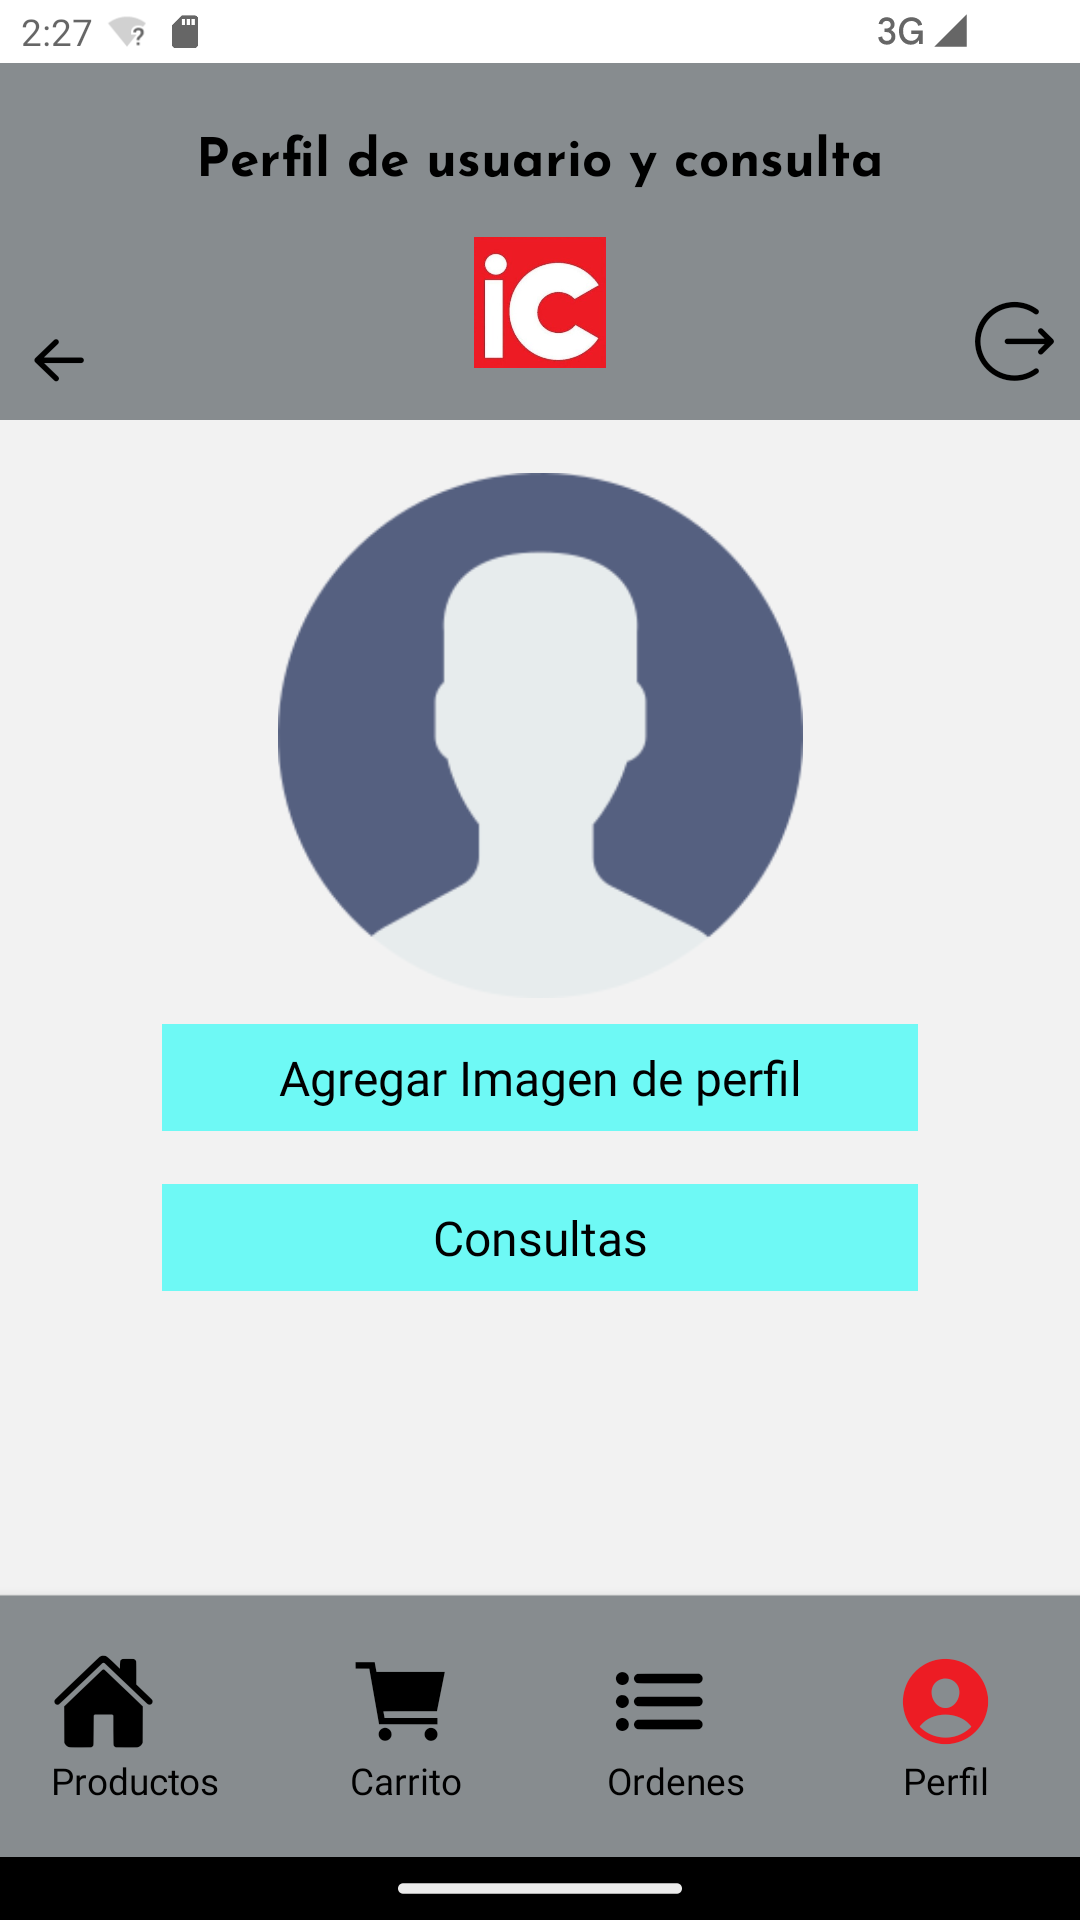 2:27
3G
Perfil de usuario y consulta
iC
Agregar Imagen de perfil
Consultas
Productos
Carrito
Ordenes
Perfil